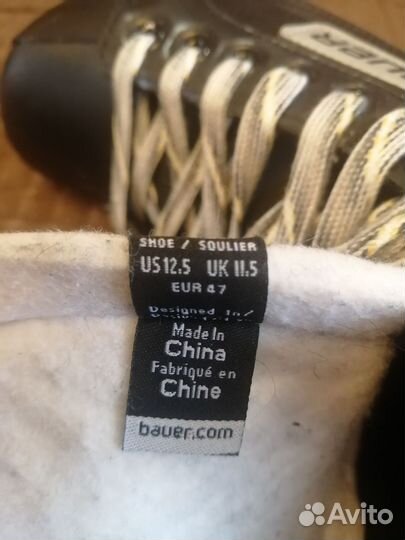 UER
SHOE / SOULIER
US 12.5 UK 11.5
EUR 47
Designed In/
Made In
China
Fabriqué en
Chine
bauer.com
Avito